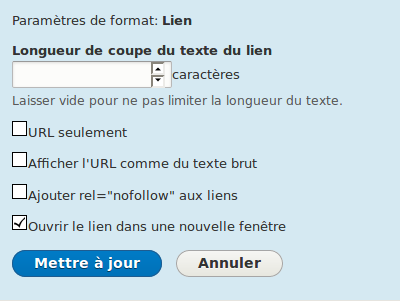 Paramètres de format: Lien
Longueur de coupe du texte du lien
caractères
Laisser vide pour ne pas limiter la longueur du texte.
URL seulement
Afficher l'URL comme du texte brut
Ajouter rel="nofollow" aux liens
Ouvrir le lien dans une nouvelle fenêtre
Mettre à jour Annuler